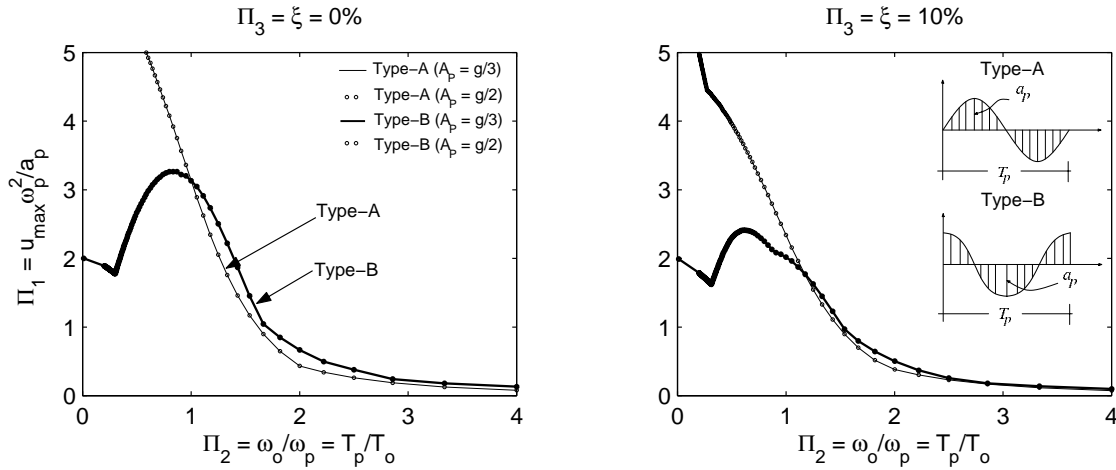 Π3 = ξ = 0%
5
4
3
2
1
0
0 1 2 3 4
Π1 = umax ωp²/ap
Π2 = ωo/ωp = Tp/To
Type−A (AP = g/3)
Type−A (AP = g/2)
Type−B (AP = g/3)
Type−B (AP = g/2)
Type−A
Type−B
Π3 = ξ = 10%
5
4
3
2
1
0
0 1 2 3 4
Π2 = ωo/ωp = Tp/To
Type−A
ap
Tp
Type−B
ap
Tp